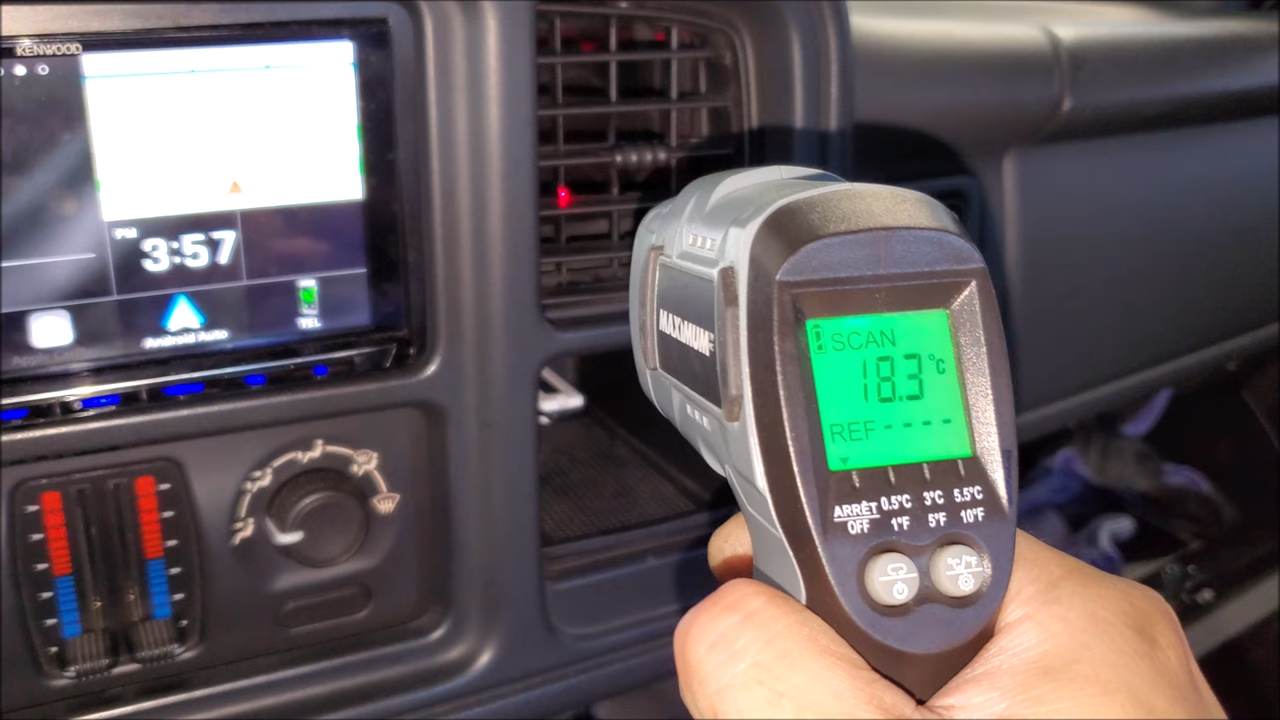 KENWOOD
PM
3:57
Android Auto
TEL
MAXIMUM
SCAN
18.3 °C
REF ----
ARRÊT 0.5°C 3°C 5.5°C
OFF 1°F 5°F 10°F
°C/°F